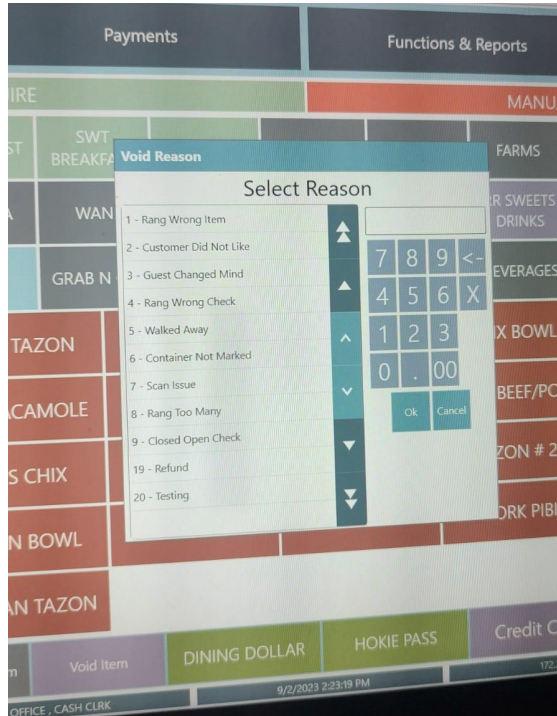 Payments
Functions & Reports
IRE
MANU
ST
SWT
BREAKFA
FARMS
Void Reason
Select Reason
A
WAN
R SWEETS
DRINKS
1 - Rang Wrong Item
2 - Customer Did Not Like
3 - Guest Changed Mind
4 - Rang Wrong Check
5 - Walked Away
6 - Container Not Marked
7 - Scan Issue
8 - Rang Too Many
9 - Closed Open Check
19 - Refund
20 - Testing
7 8 9 <-
4 5 6 X
1 2 3
0 . 00
Ok Cancel
GRAB N
EVERAGES
TAZON
IX BOWL
ACAMOLE
BEEF/PO
S CHIX
ZON # 2
N BOWL
ORK PIBI
AN TAZON
m
Void Item
DINING DOLLAR
HOKIE PASS
Credit C
OFFICE , CASH CLRK
9/2/2023 2:23:19 PM
172.